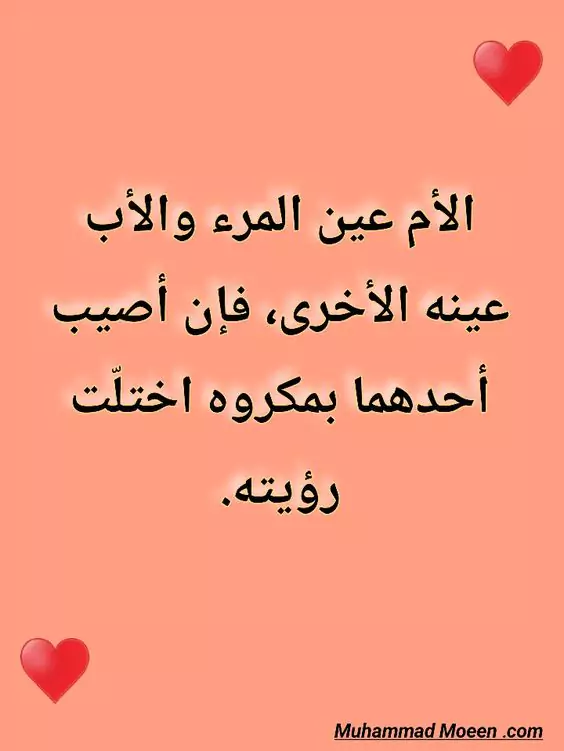 الأم عين المرء والأب
عينه الأخرى، فإن أصيب
أحدهما بمكروه اختلّت
رؤيته.
Muhammad Moeen .com